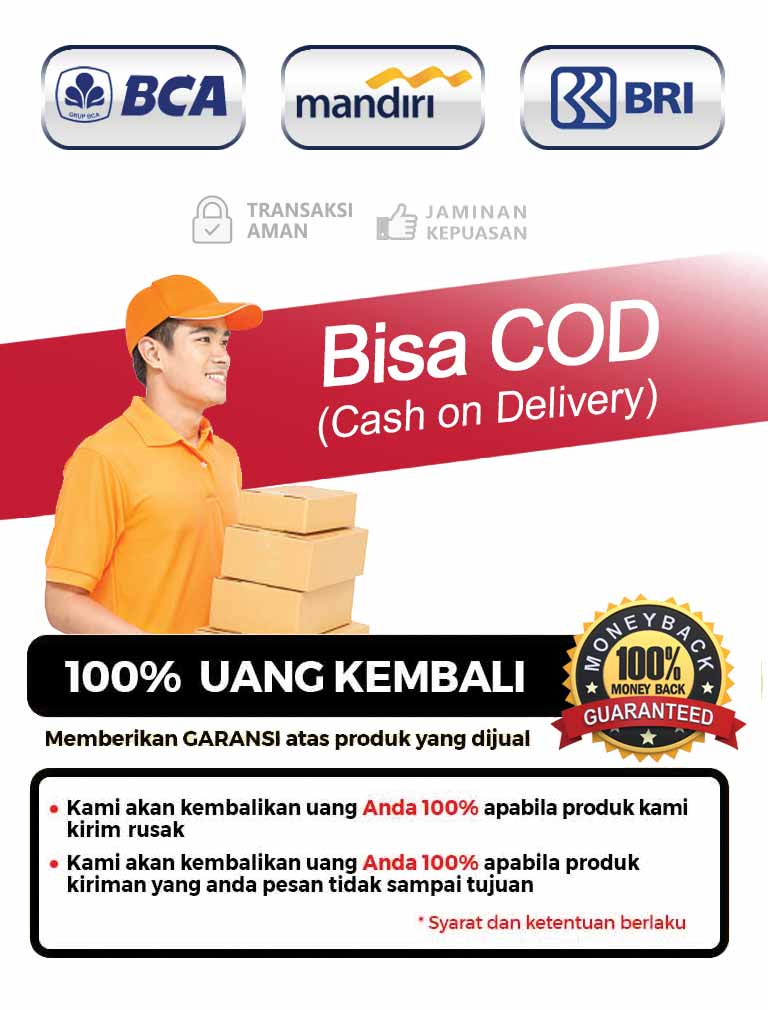 GRUP BCA
BCA
mandırı
BRI
TRANSAKSI
AMAN
JAMINAN
KEPUASAN
Bisa COD
(Cash on Delivery)
100% UANG KEMBALI
MONEYBACK
100%
MONEY BACK
GUARANTEED
Memberikan GARANSI atas produk yang dijual
Kami akan kembalikan uang Anda 100% apabila produk kami
kirim rusak
Kami akan kembalikan uang Anda 100% apabila produk
kiriman yang anda pesan tidak sampai tujuan
* Syarat dan ketentuan berlaku